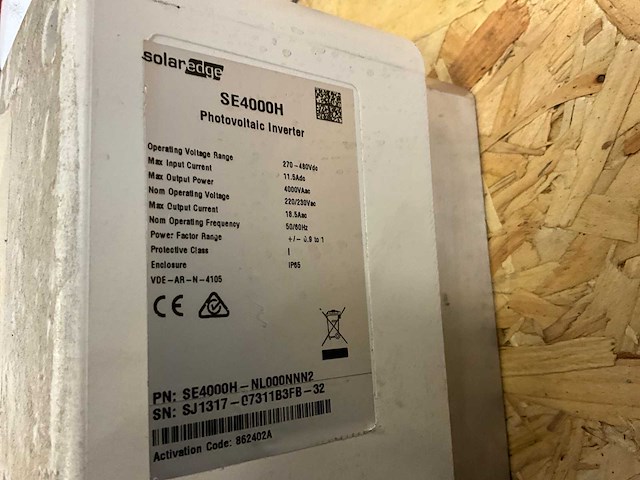 solaredge
SE4000H
Photovoltaic Inverter
Operating Voltage Range 270-480Vdc
Max Input Current 11.5Adc
Max Output Power 4000VAac
Nom Operating Voltage 220/230Vac
Max Output Current 18.5Aac
Nom Operating Frequency 50/60Hz
Power Factor Range +/- 0.9 to 1
Protective Class I
Enclosure IP65
VDE-AR-N-4105
CE
PN: SE4000H-NL000NNN2
SN: SJ1317-07311B3FB-32
Activation Code: 862402A